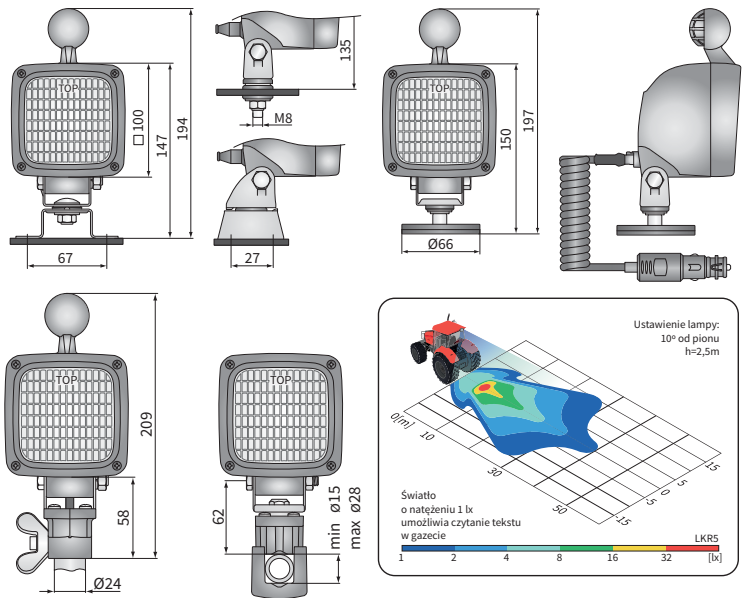 TOP
□100
147
194
67
135
M8
27
TOP
150
197
Ø66
TOP
209
58
Ø24
TOP
62
min ø15
max ø28
Ustawienie lampy:
10º od pionu
h=2,5m
0[m]
10
30
50
-15
-5
0
5
15
Światło
o natężeniu 1 lx
umożliwia czytanie tekstu
w gazecie
LKR5
1 2 4 8 16 32 [lx]